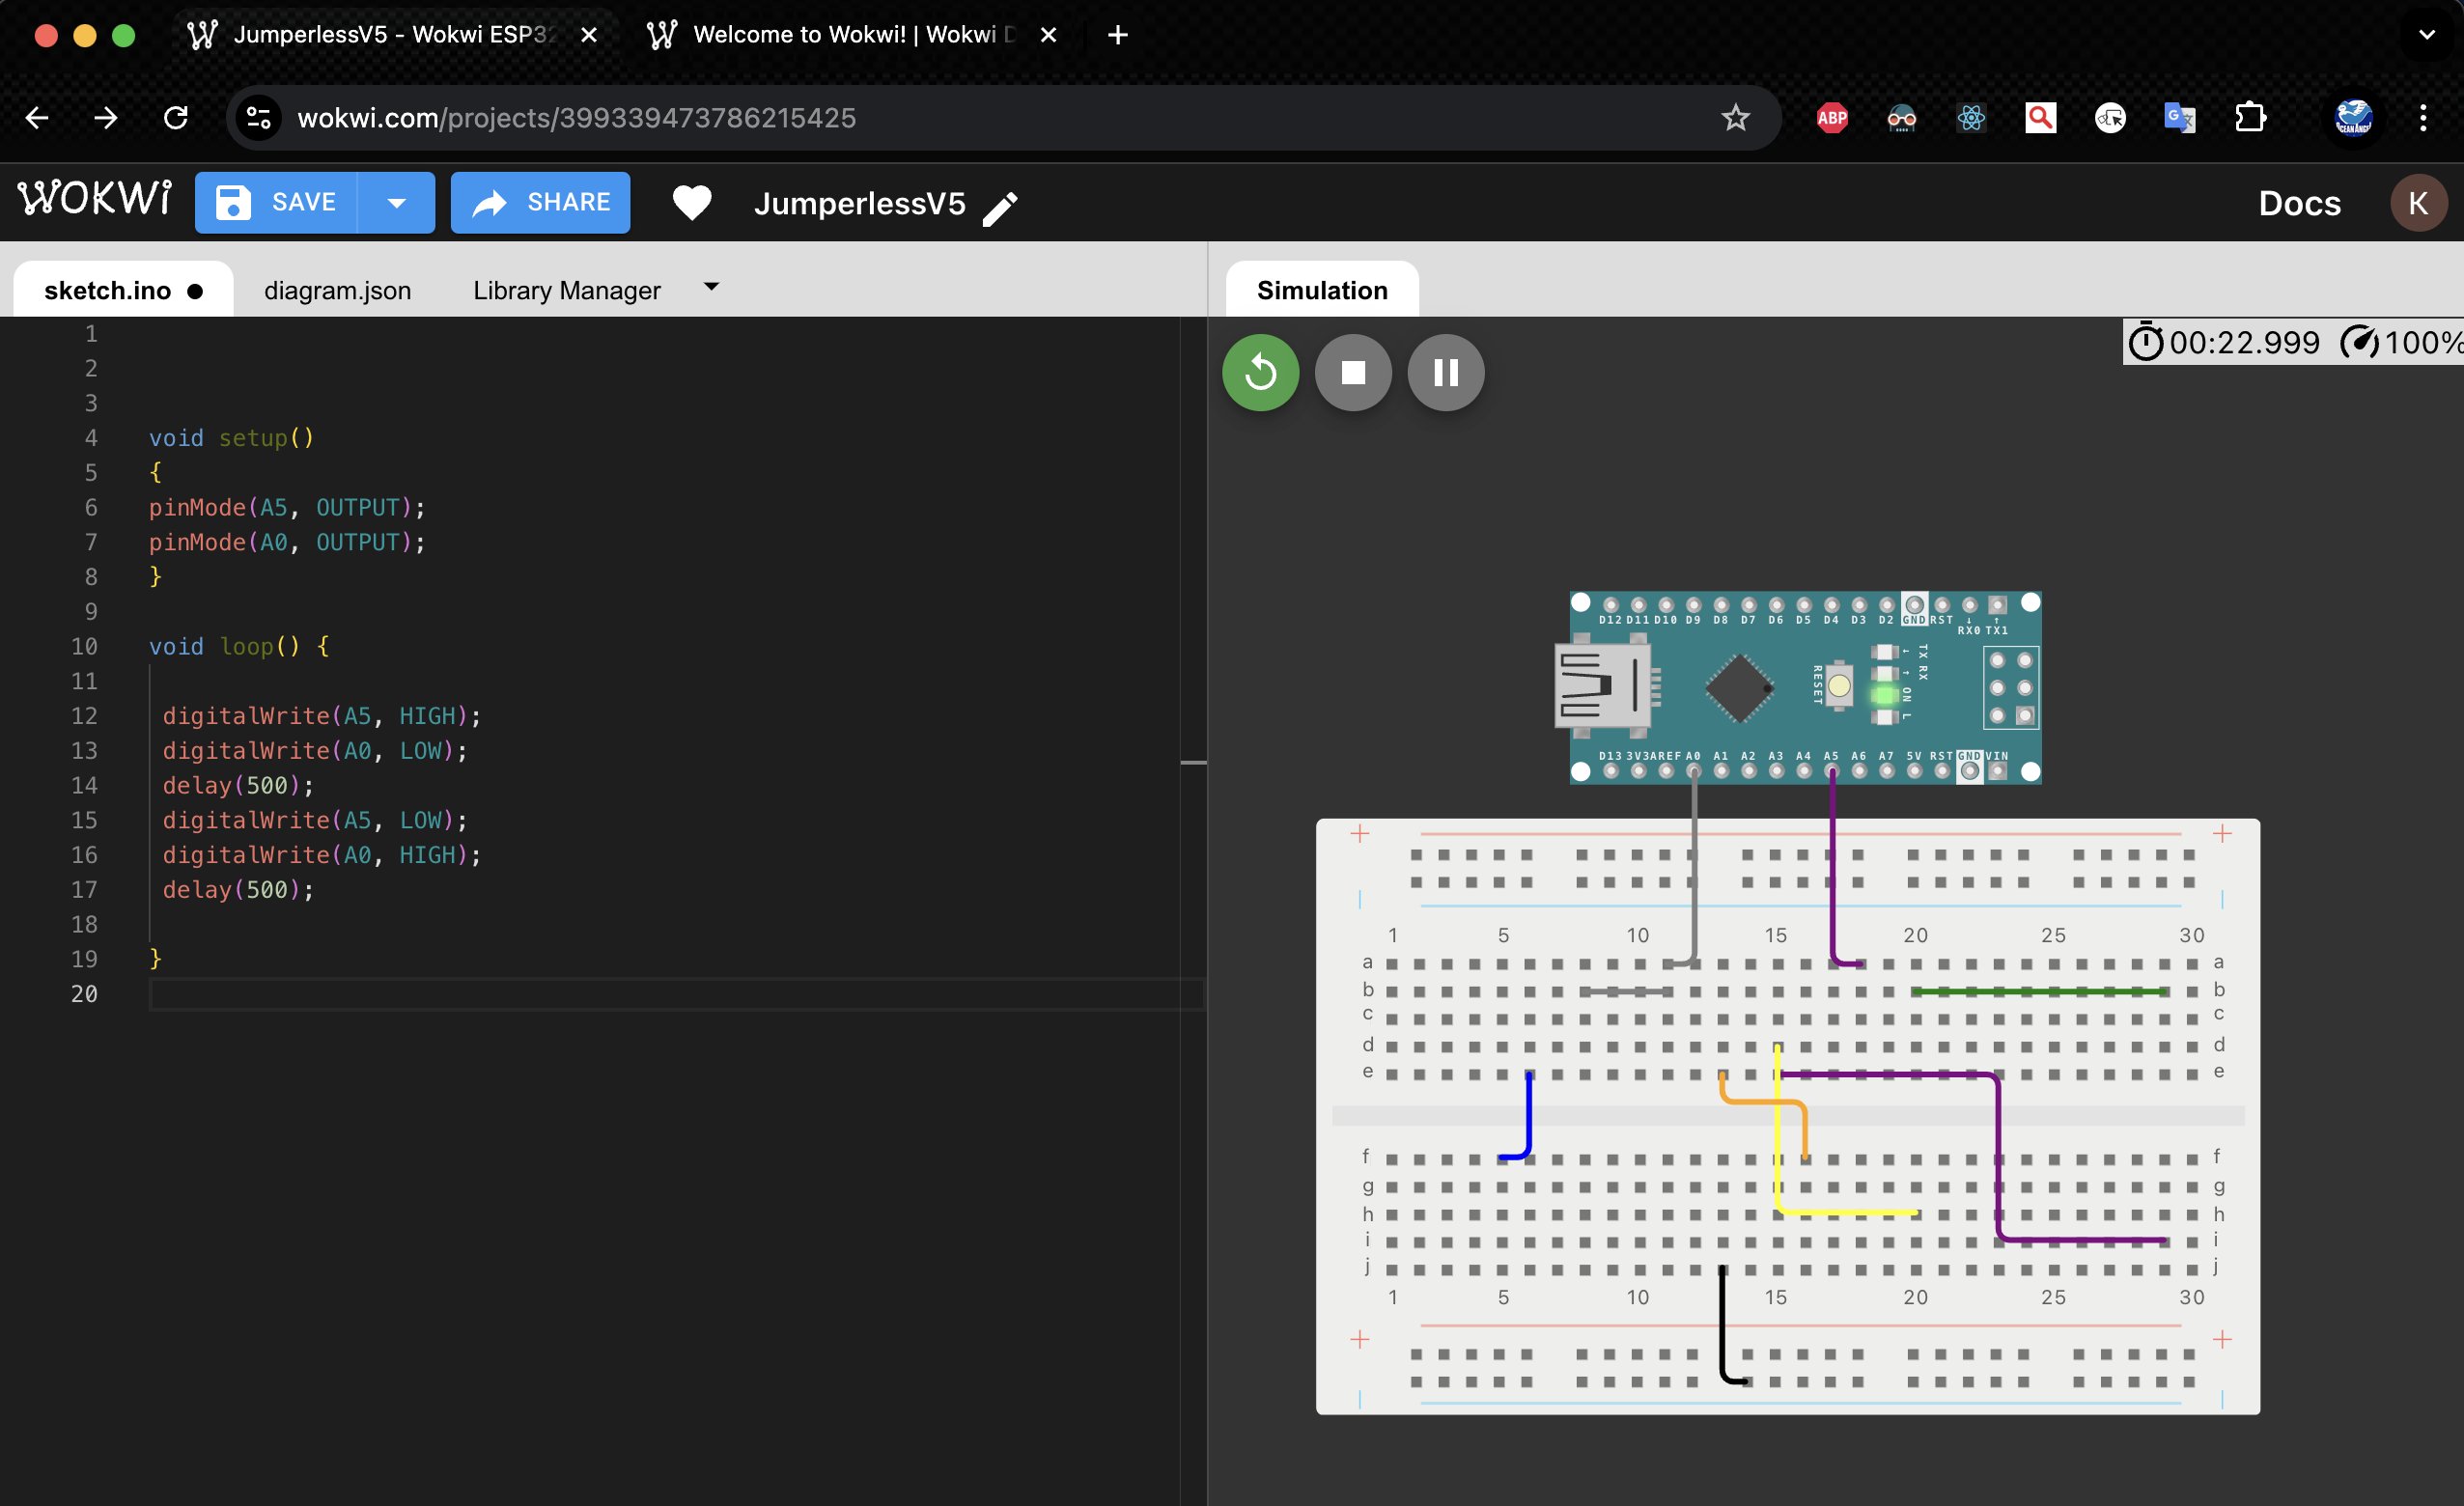 JumperlessV5 - Wokwi ESP32
Welcome to Wokwi! | Wokwi D
wokwi.com/projects/399339473786215425
ABP
WOKWi
SAVE
SHARE
JumperlessV5
Docs
K
sketch.ino
diagram.json
Library Manager
Simulation
00:22.999
100%
1
2
3
4 void setup()
5 {
6 pinMode(A5, OUTPUT);
7 pinMode(A0, OUTPUT);
8 }
9
10 void loop() {
11
12 digitalWrite(A5, HIGH);
13 digitalWrite(A0, LOW);
14 delay(500);
15 digitalWrite(A5, LOW);
16 digitalWrite(A0, HIGH);
17 delay(500);
18
19 }
20
D12 D11 D10 D9 D8 D7 D6 D5 D4 D3 D2 GND RST RX0 TX1
RESET
TX RX ON L
D13 3V3 AREF A0 A1 A2 A3 A4 A5 A6 A7 5V RST GND VIN
1 5 10 15 20 25 30
a a
b b
c c
d d
e e
f f
g g
h h
i i
j j
1 5 10 15 20 25 30